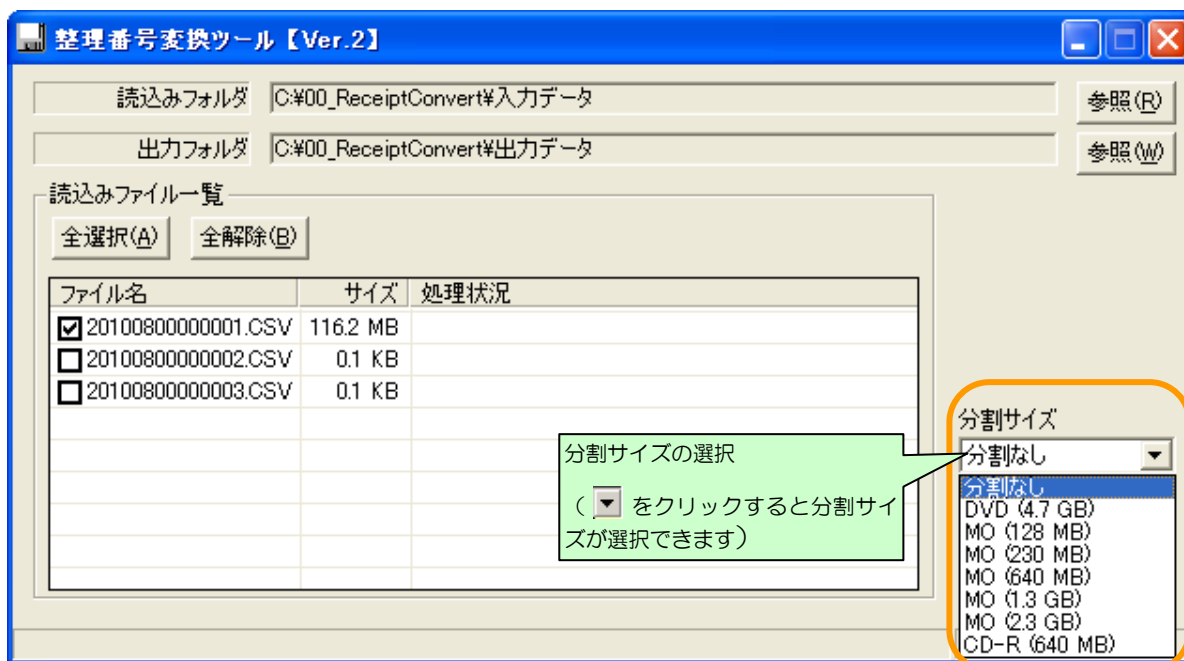 整理番号変換ツール【Ver.2】
読込みフォルダ C:¥00_ReceiptConvert¥入力データ 参照(R)
出力フォルダ C:¥00_ReceiptConvert¥出力データ 参照(W)
読込みファイル一覧
全選択(A) 全解除(B)
ファイル名 サイズ 処理状況
20100800000001.CSV 116.2 MB
20100800000002.CSV 0.1 KB
20100800000003.CSV 0.1 KB
分割サイズの選択
( をクリックすると分割サイ
ズが選択できます)
分割サイズ
分割なし
分割なし
DVD (4.7 GB)
MO (128 MB)
MO (230 MB)
MO (640 MB)
MO (1.3 GB)
MO (2.3 GB)
CD-R (640 MB)